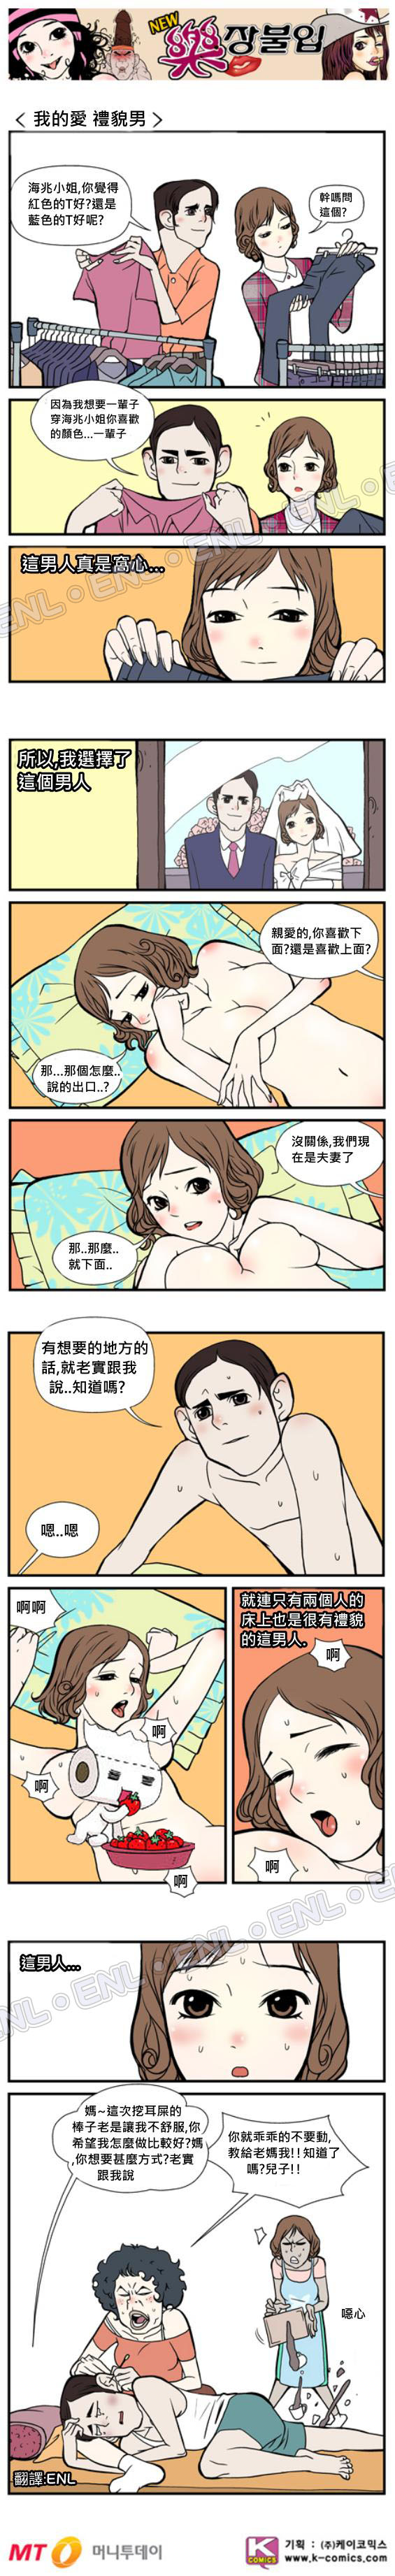 NEW
樂장불입
< 我的愛 禮貌男 >
海兆小姐,你覺得
紅色的T好?還是
藍色的T好呢?
幹嗎問
這個?
因為我想要一輩子
穿海兆小姐你喜歡
的顏色...一輩子
這男人真是窩心...
ENL • ENL • ENL • ENL
所以,我選擇了
這個男人
親愛的,你喜歡下
面?還是喜歡上面?
那...那個怎麼..
說的出口..?
沒關係,我們現
在是夫妻了
那..那麼..
就下面..
有想要的地方的
話,就老實跟我
說..知道嗎?
嗯..嗯
啊啊
啊
啊
啊
就連只有兩個人的
床上也是很有禮貌
的這男人.
啊
啊
ENL • ENL • ENL • ENL
這男人...
媽~這次挖耳屎的
棒子老是讓我不舒服,你
希望我怎麼做比較好?媽
,你想要甚麼方式?老實
跟我說
你就乖乖的不要動,
教給老媽我!!知道了
嗎?兒子!!
噁心
翻譯:ENL
MT 머니투데이
K COMICS 기획 : (주)케이코믹스
www.k-comics.com